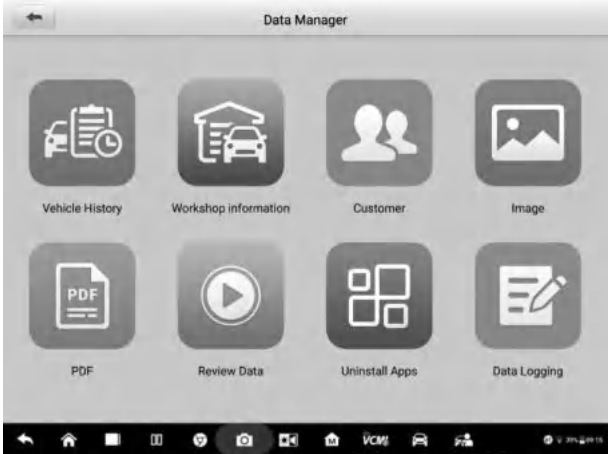 Data Manager
Vehicle History Workshop information Customer Image
PDF
PDF Review Data Uninstall Apps Data Logging
M VCMI